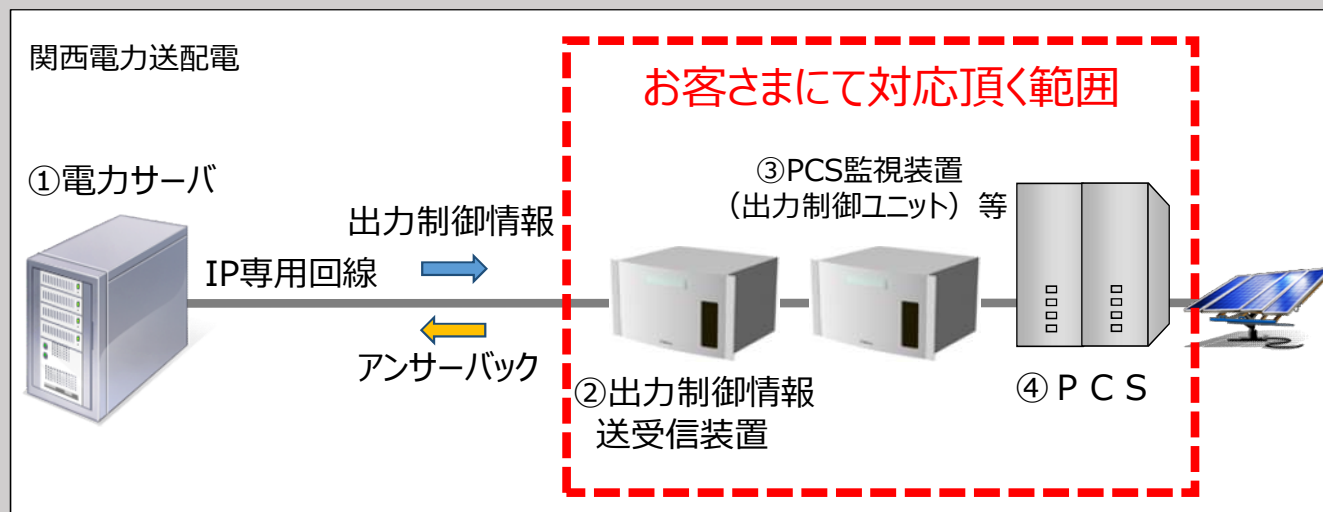 関西電力送配電
お客さまにて対応頂く範囲
①電力サーバ
出力制御情報
IP専用回線
アンサーバック
②出力制御情報
送受信装置
③PCS監視装置
（出力制御ユニット）等
④ＰＣＳ